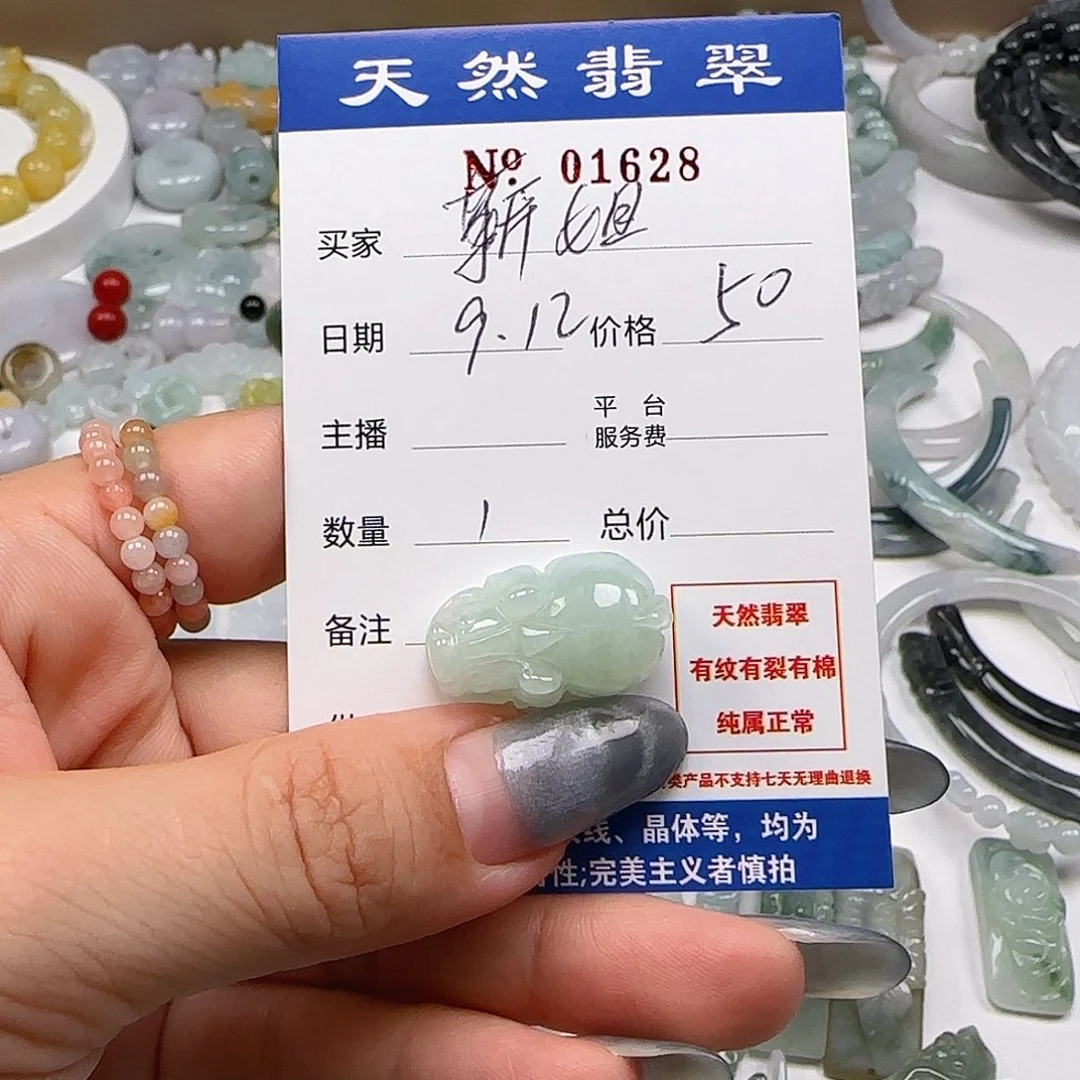 天然翡翠
Nº. 01628
买家 靳姐
日期 9.12 价格 50
主播 平台服务费
数量 1 总价
备注
天然翡翠
有纹有裂有棉
纯属正常
类产品不支持七天无理由退换
线、晶体等，均为
性;完美主义者慎拍